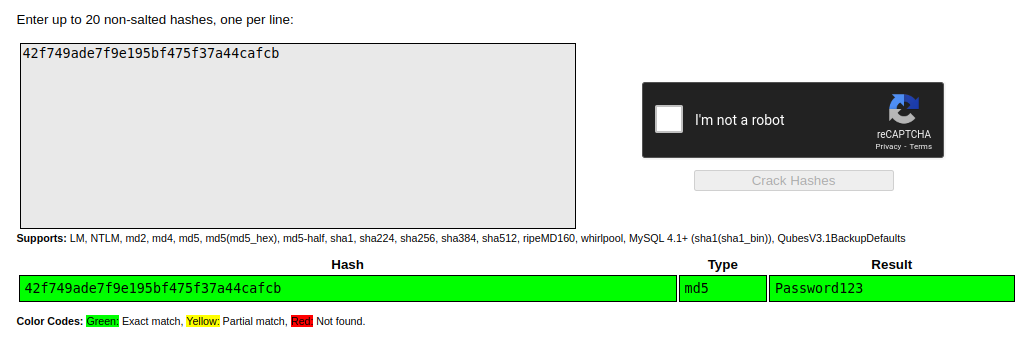 Enter up to 20 non-salted hashes, one per line:
42f749ade7f9e195bf475f37a44cafcb
I'm not a robot
reCAPTCHA
Privacy - Terms
Crack Hashes
Supports: LM, NTLM, md2, md4, md5, md5(md5_hex), md5-half, sha1, sha224, sha256, sha384, sha512, ripeMD160, whirlpool, MySQL 4.1+ (sha1(sha1_bin)), QubesV3.1BackupDefaults
Hash Type Result
42f749ade7f9e195bf475f37a44cafcb md5 Password123
Color Codes: Green: Exact match, Yellow: Partial match, Red: Not found.